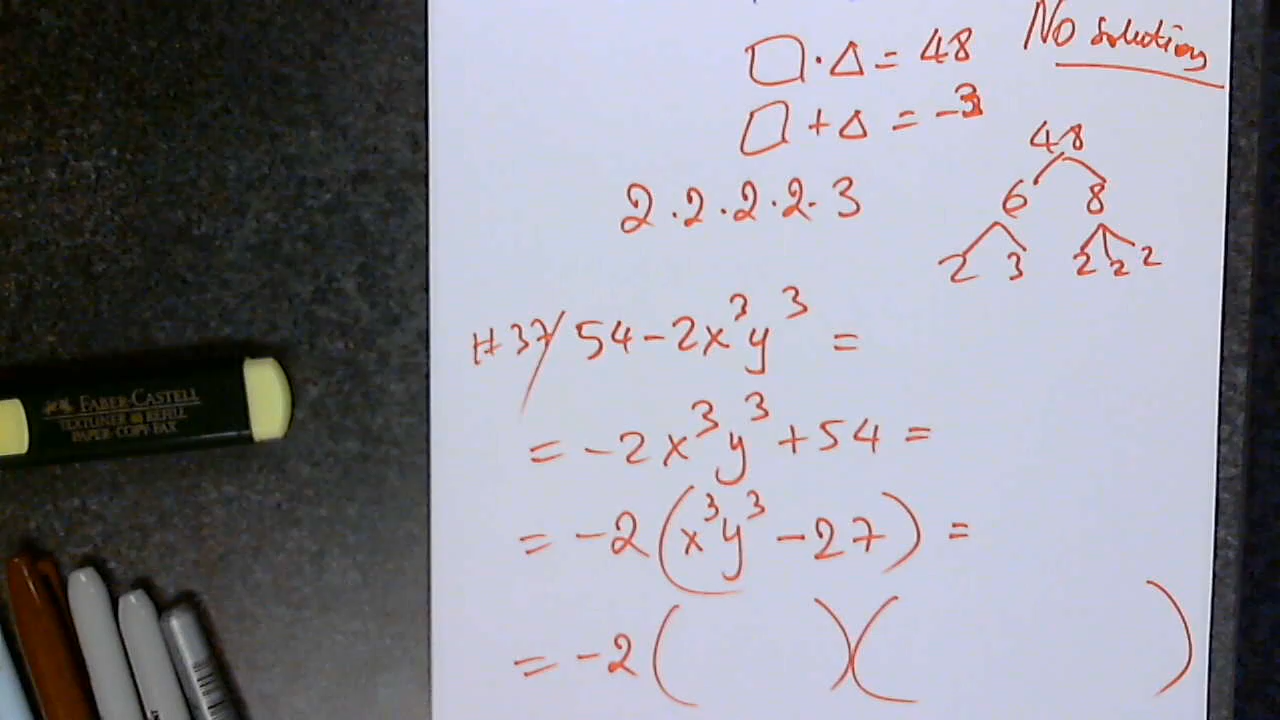 □·△ = 48
No solution
□ + △ = -3
48
6 8
2 3 2 2 2
2·2·2·2·3
#37/ 54-2x³y³ =
= -2x³y³ + 54 =
= -2(x³y³ - 27) =
= -2( )( )
FABER-CASTELL
TEXTLINER REFILL
PAPER-COPY-FAX